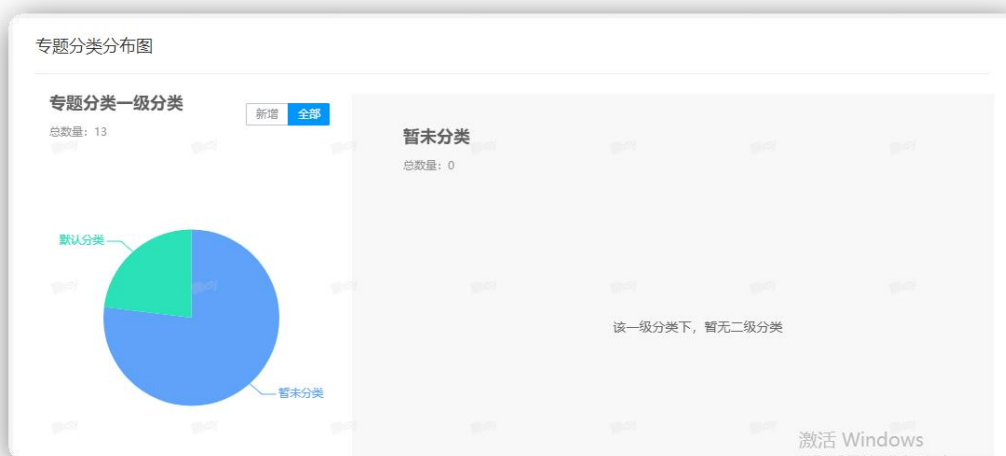 专题分类分布图
专题分类一级分类
新增 全部
总数量：13
暂未分类
总数量：0
默认分类
该一级分类下，暂无二级分类
暂未分类
激活 Windows